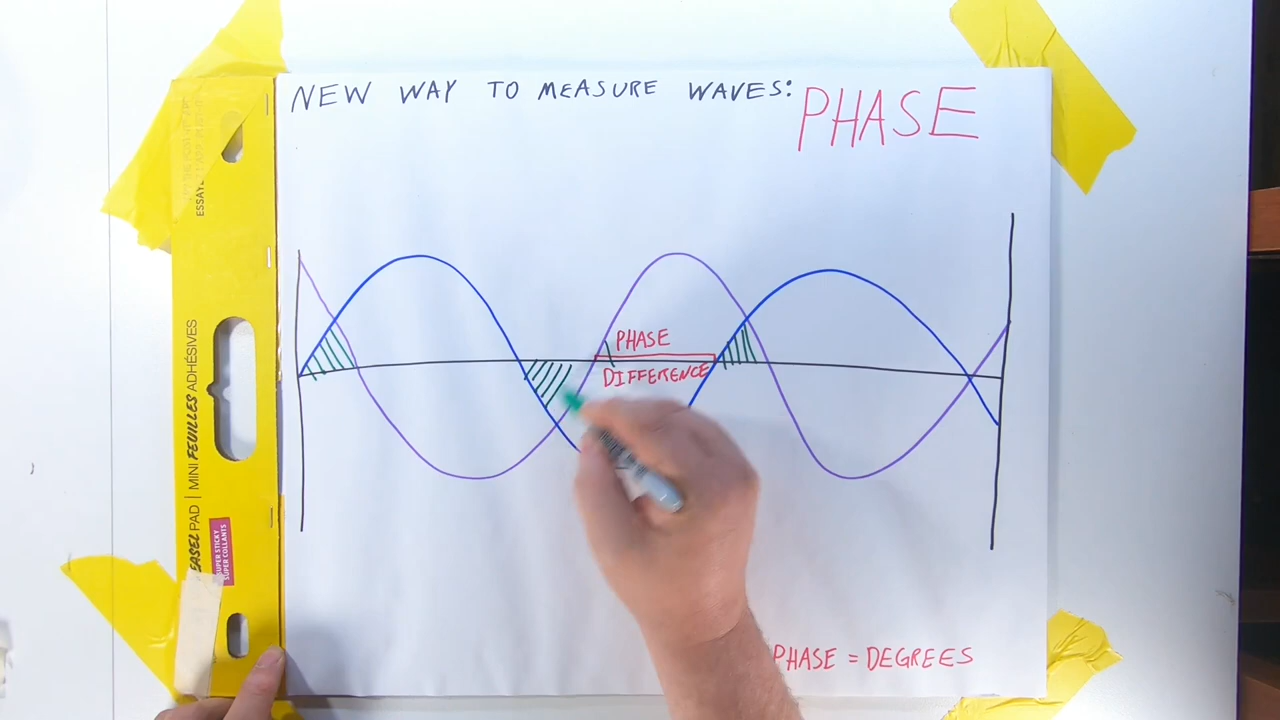 NEW WAY TO MEASURE WAVES: PHASE
PHASE
DIFFERENCE
PHASE = DEGREES
EASEL PAD | MINI FEUILLES ADHÉSIVES
SUPER STICKY
SUPER COLLANTS